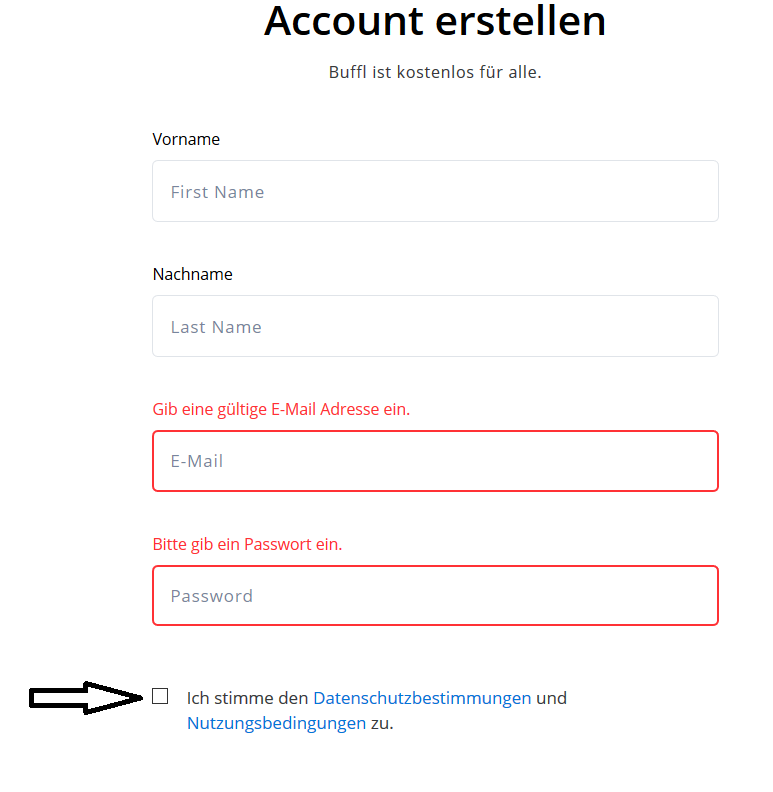 Account erstellen
Buffl ist kostenlos für alle.
Vorname
First Name
Nachname
Last Name
Gib eine gültige E-Mail Adresse ein.
E-Mail
Bitte gib ein Passwort ein.
Password
Ich stimme den Datenschutzbestimmungen und
Nutzungsbedingungen zu.